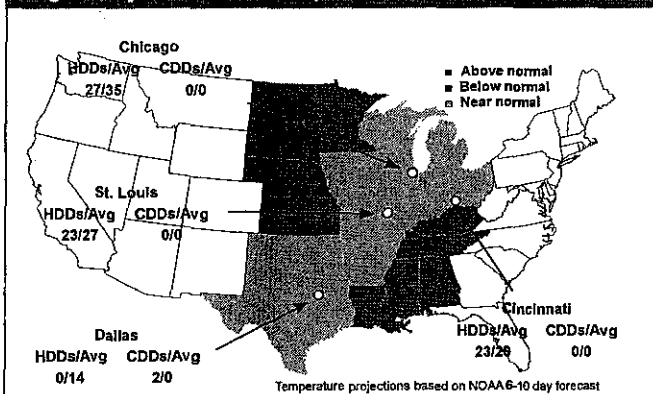 Chicago
HDDs/Avg CDDs/Avg
27/35 0/0
Above normal
Below normal
Near normal
St. Louis
HDDs/Avg CDDs/Avg
23/27 0/0
Cincinnati
HDDs/Avg CDDs/Avg
23/29 0/0
Dallas
HDDs/Avg CDDs/Avg
0/14 2/0
Temperature projections based on NOAA 6-10 day forecast